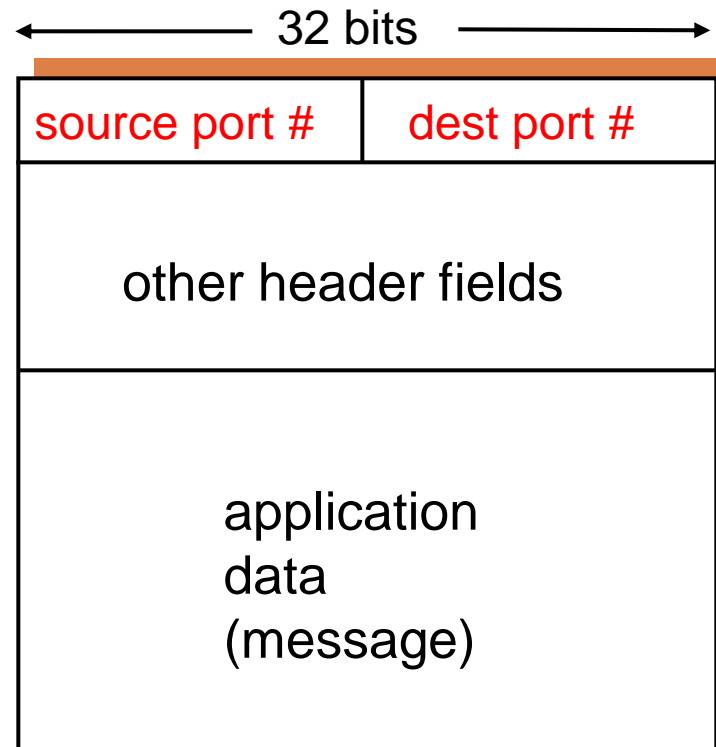 32 bits
source port # dest port #
other header fields
application
data
(message)